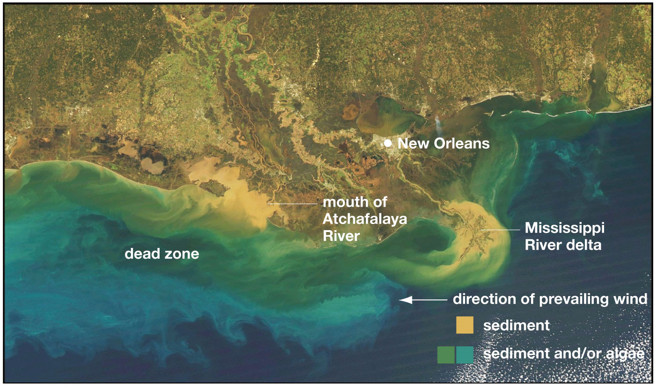 New Orleans
mouth of
Atchafalaya
River
Mississippi
River delta
dead zone
direction of prevailing wind
sediment
sediment and/or algae